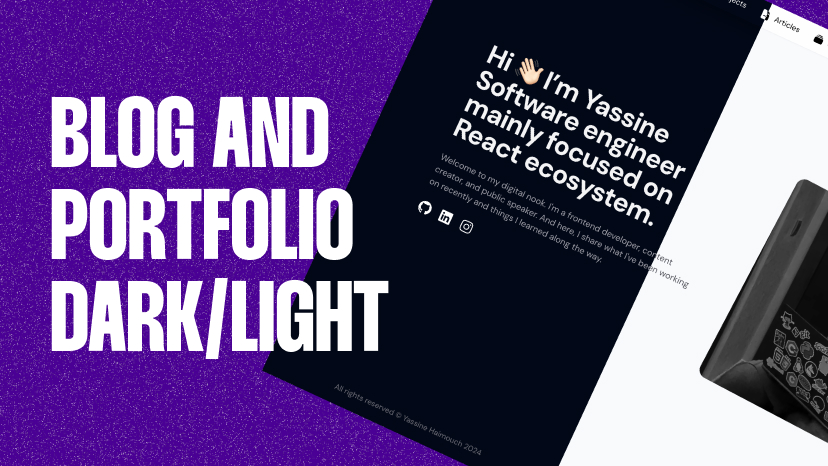 BLOG AND
PORTFOLIO
DARK/LIGHT
Articles
Hi 👋🏻 I'm Yassine
Software engineer
mainly focused on
React ecosystem.
Welcome to my digital nook. I'm a frontend developer, content
creator, and public speaker. And here, I share what I've been working
on recently and things I learned along the way.
All rights reserved © Yassine Haimouch 2024